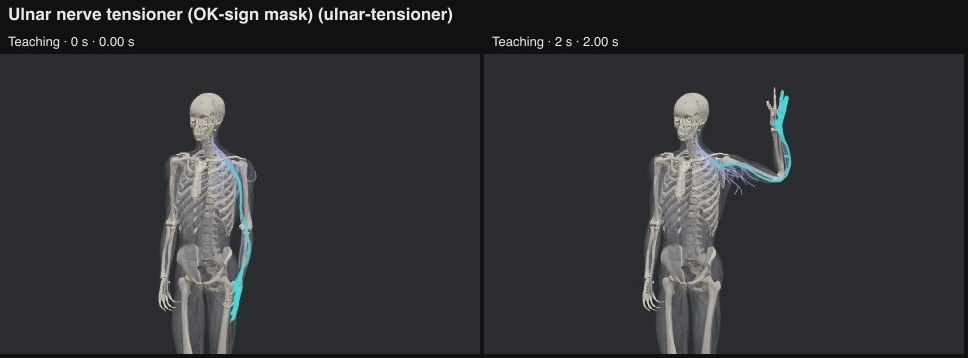 Ulnar nerve tensioner (OK-sign mask) (ulnar-tensioner)
Teaching · 0 s · 0.00 s
Teaching · 2 s · 2.00 s